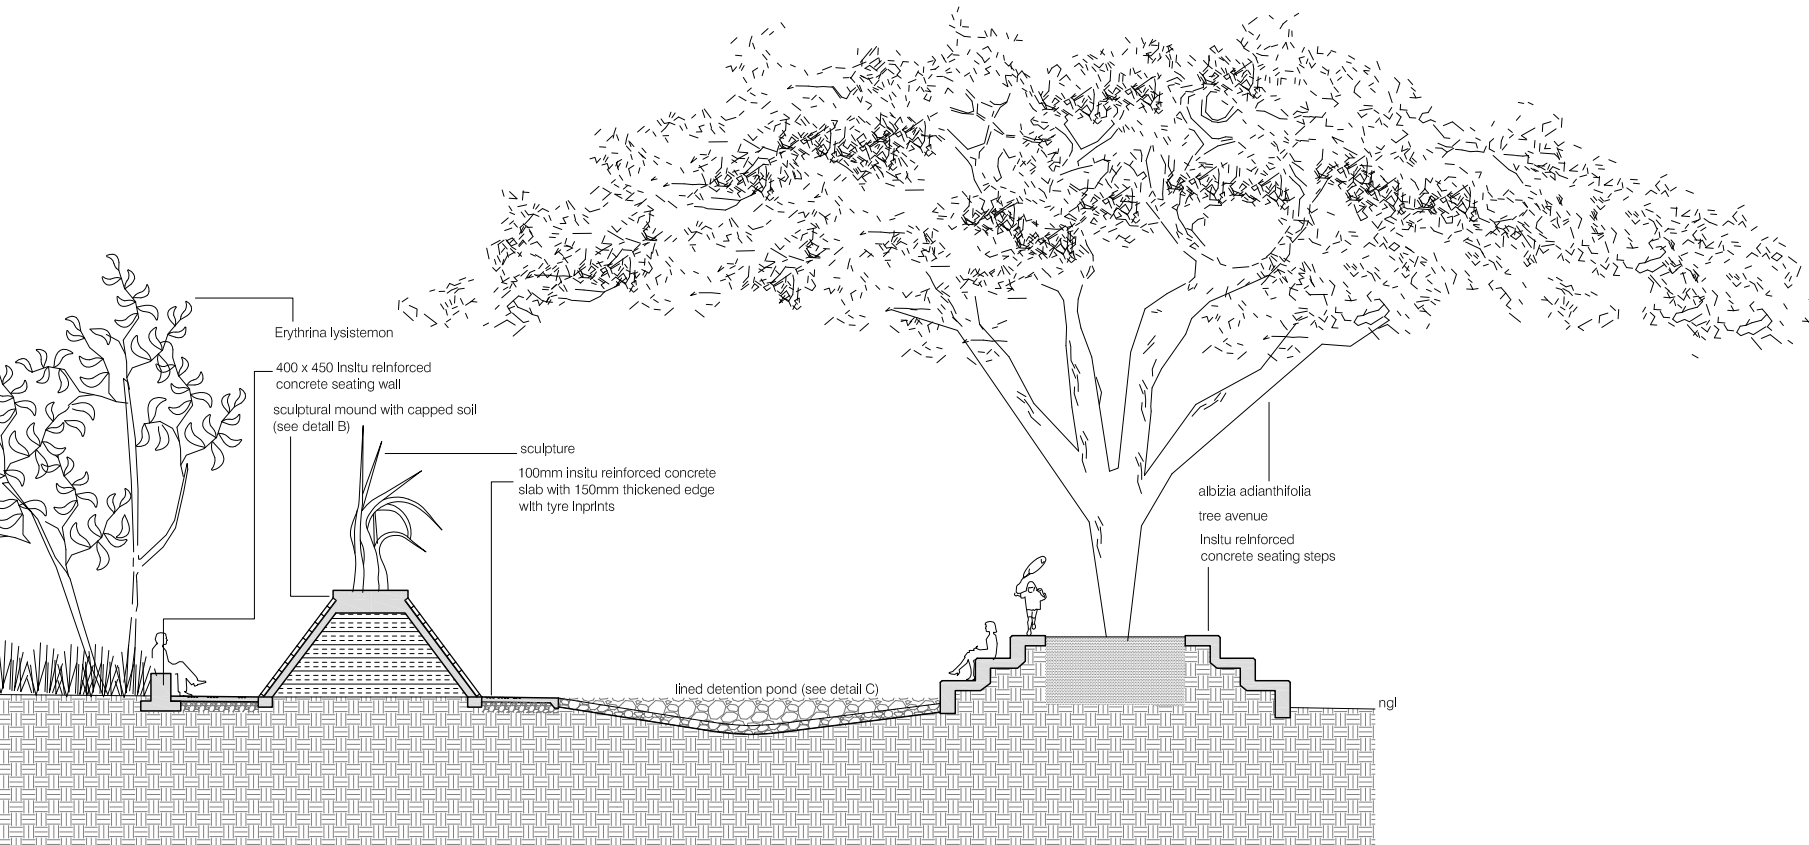 Erythrina lysistemon
400 x 450 Insitu reinforced
concrete seating wall
sculptural mound with capped soil
(see detail B)
sculpture
100mm insitu reinforced concrete
slab with 150mm thickened edge
with tyre inprints
albizia adianthifolia
tree avenue
Insitu reinforced
concrete seating steps
lined detention pond (see detail C)
ngl